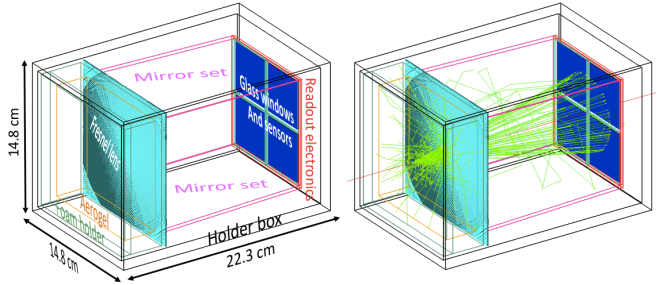 Mirror set
Glass windows
And sensors
Readout electronics
Fresnel lens
14.8 cm
Mirror set
Aerogel
Foam holder
Holder box
14.8 cm
22.3 cm